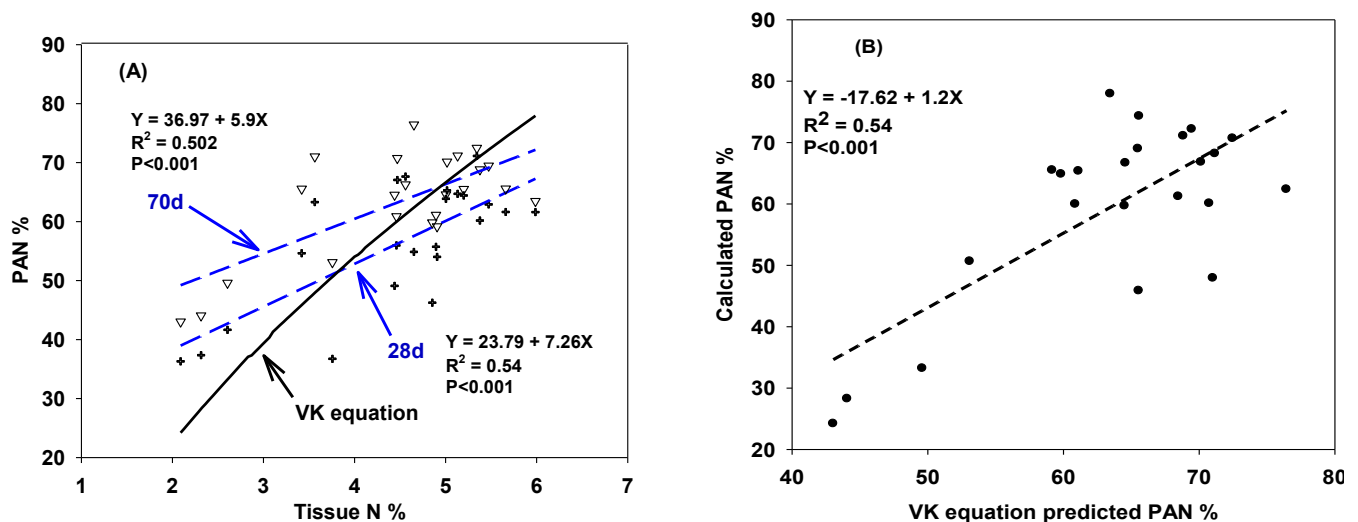 (A)
Y = 36.97 + 5.9X
R² = 0.502
P<0.001
70d
28d
Y = 23.79 + 7.26X
R² = 0.54
P<0.001
VK equation
PAN %
90
80
70
60
50
40
30
20
1 2 3 4 5 6 7
Tissue N %
(B)
Y = -17.62 + 1.2X
R² = 0.54
P<0.001
Calculated PAN %
90
80
70
60
50
40
30
20
40 50 60 70 80
VK equation predicted PAN %